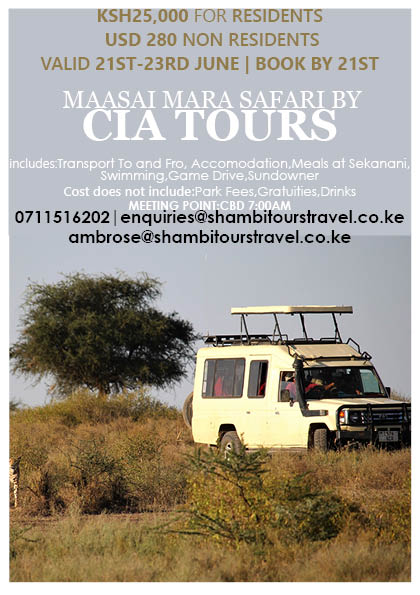 KSH25,000 FOR RESIDENTS
USD 280 NON RESIDENTS
VALID 21ST-23RD JUNE | BOOK BY 21ST
MAASAI MARA SAFARI BY
CIA TOURS
includes:Transport To and Fro, Accomodation,Meals at Sekanani,
Swimming,Game Drive,Sundowner
Cost does not include:Park Fees,Gratuities,Drinks
MEETING POINT:CBD 7:00AM
0711516202|enquiries@shambitourstravel.co.ke
ambrose@shambitourstravel.co.ke